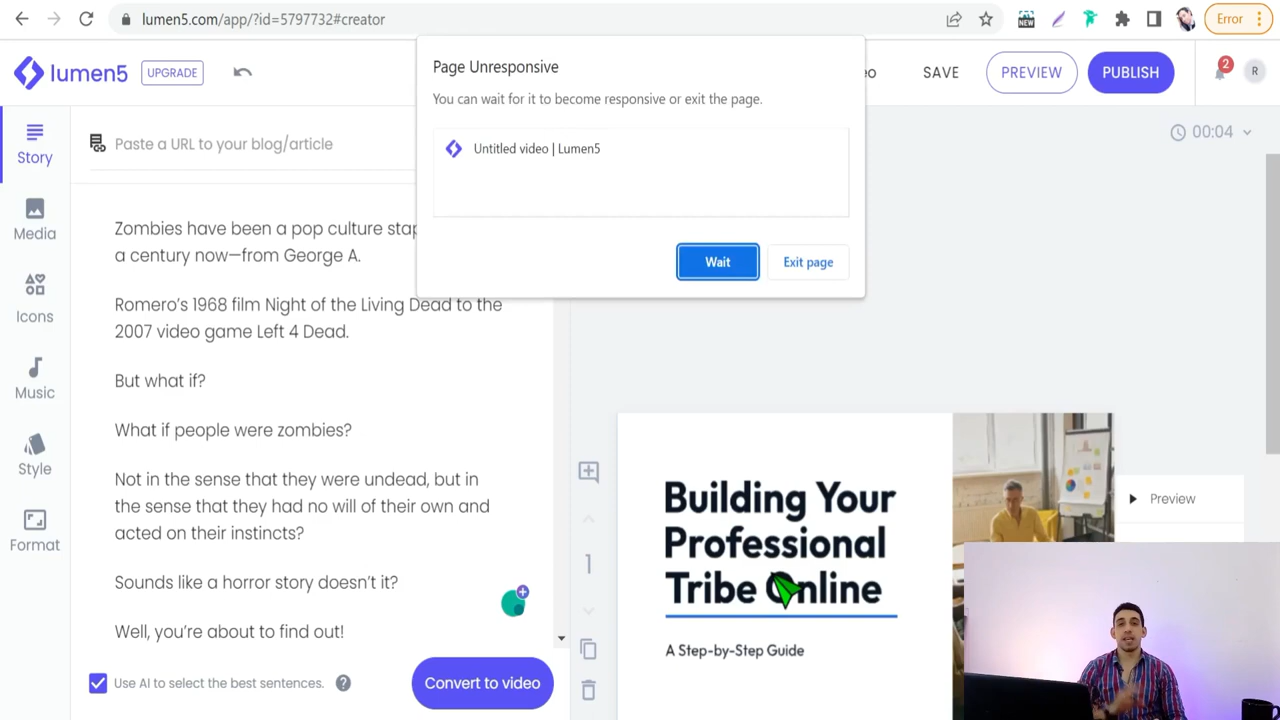 lumen5.com/app/?id=5797732#creator
NEW
Error
lumen5
UPGRADE
eo
SAVE
PREVIEW
PUBLISH
2
R
Page Unresponsive
You can wait for it to become responsive or exit the page.
Untitled video | Lumen5
Wait
Exit page
00:04
Story
Media
Icons
Music
Style
Format
Paste a URL to your blog/article
Zombies have been a pop culture stap
a century now—from George A.
Romero's 1968 film Night of the Living Dead to the
2007 video game Left 4 Dead.
But what if?
What if people were zombies?
Not in the sense that they were undead, but in
the sense that they had no will of their own and
acted on their instincts?
Sounds like a horror story doesn't it?
Well, you're about to find out!
Use AI to select the best sentences.
?
Convert to video
1
Building Your
Professional
Tribe Online
A Step-by-Step Guide
Preview